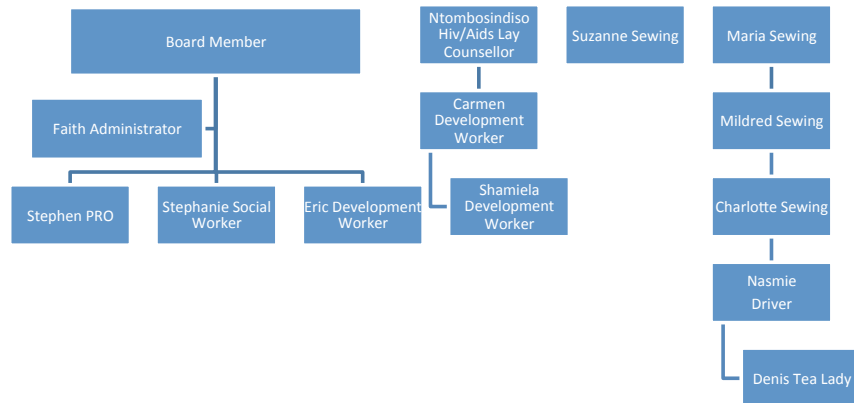 Board Member
Faith Administrator
Stephen PRO
Stephanie Social
Worker
Eric Development
Worker
Ntombosindiso
Hiv/Aids Lay
Counsellor
Carmen
Development
Worker
Shamiela
Development
Worker
Suzanne Sewing
Maria Sewing
Mildred Sewing
Charlotte Sewing
Nasmie
Driver
Denis Tea Lady